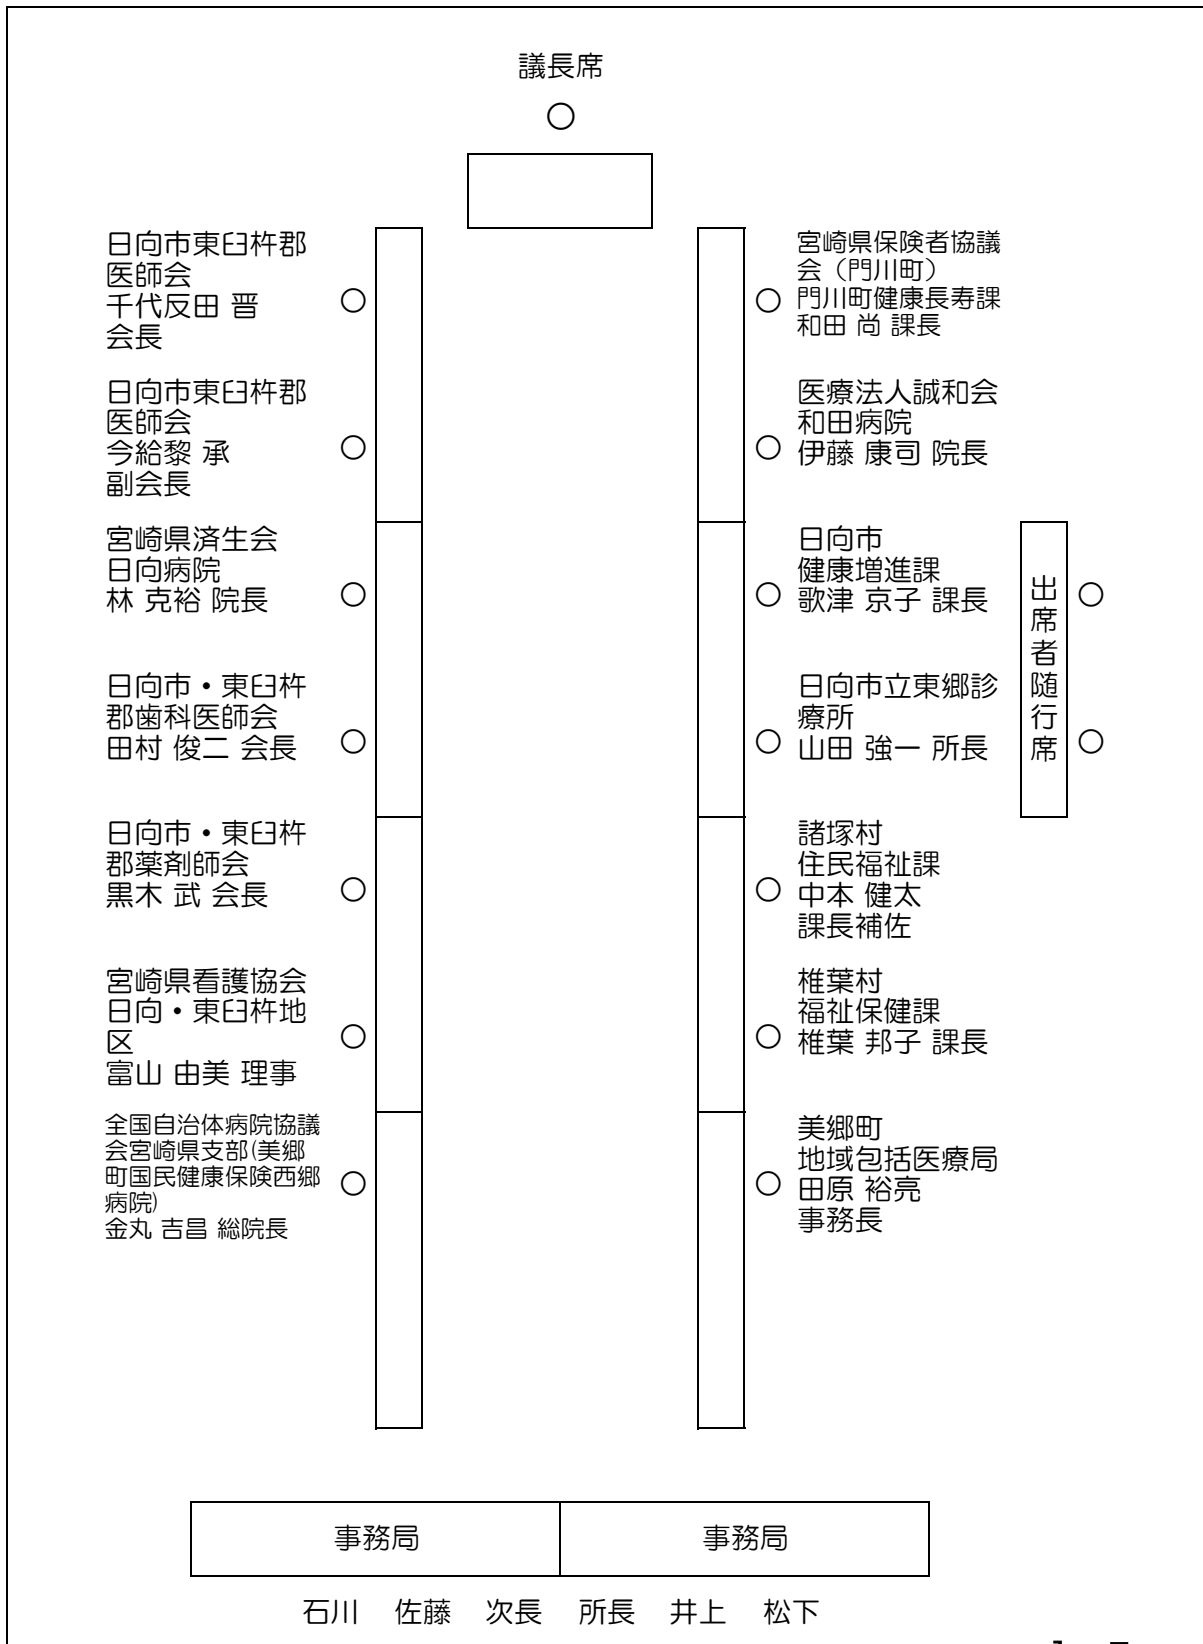 議長席
日向市東臼杵郡
医師会
千代反田 晋
会長
日向市東臼杵郡
医師会
今給黎 承
副会長
宮崎県済生会
日向病院
林 克裕 院長
日向市・東臼杵
郡歯科医師会
田村 俊二 会長
日向市・東臼杵
郡薬剤師会
黒木 武 会長
宮崎県看護協会
日向・東臼杵地
区
富山 由美 理事
全国自治体病院協議
会宮崎県支部(美郷
町国民健康保険西郷
病院)
金丸 吉昌 総院長
宮崎県保険者協議
会（門川町）
門川町健康長寿課
和田 尚 課長
医療法人誠和会
和田病院
伊藤 康司 院長
日向市
健康増進課
歌津 京子 課長
日向市立東郷診
療所
山田 強一 所長
諸塚村
住民福祉課
中本 健太
課長補佐
椎葉村
福祉保健課
椎葉 邦子 課長
美郷町
地域包括医療局
田原 裕亮
事務長
出席者随行席
事務局 事務局
石川 佐藤 次長 所長 井上 松下